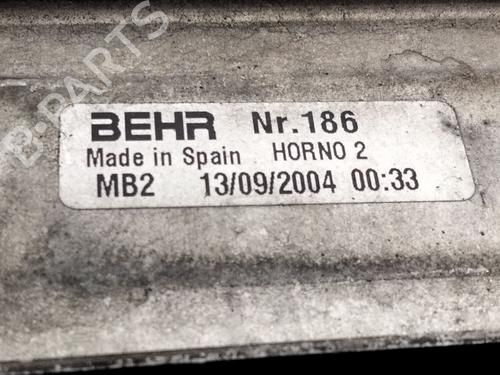 B-PARTS
BEHR Nr.186
Made in Spain HORNO 2
MB2 13/09/2004 00:33